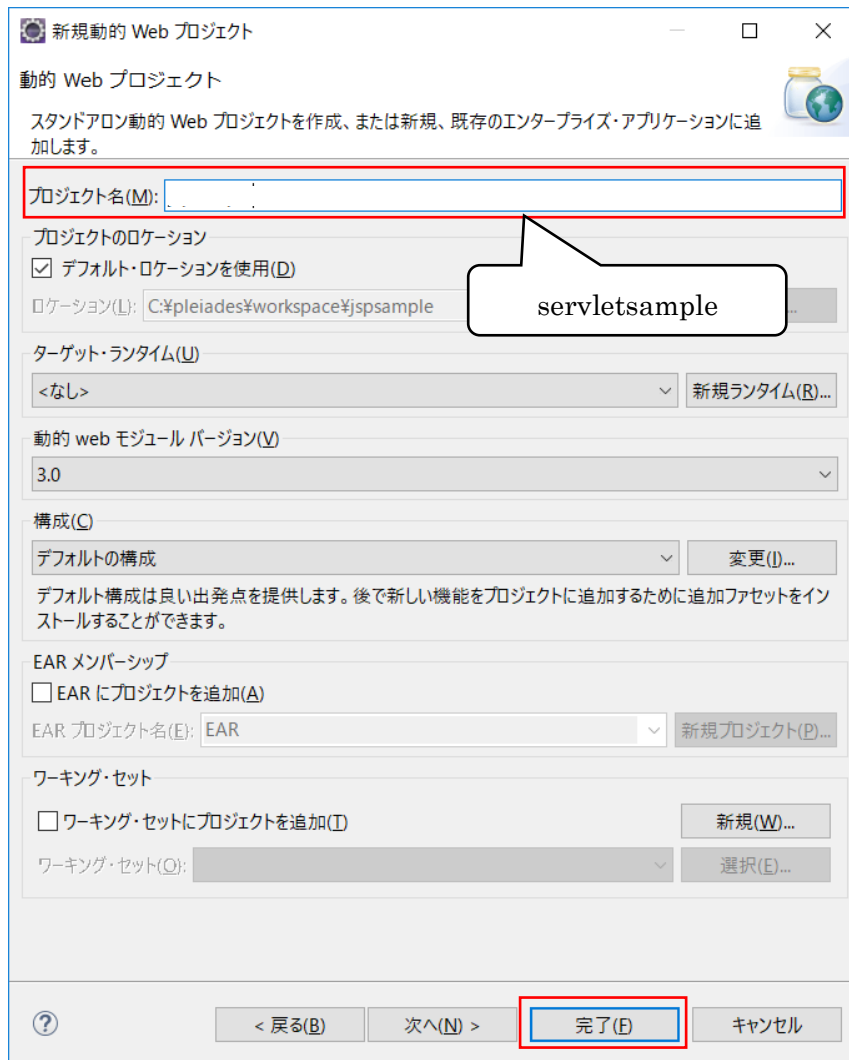 新規動的 Web プロジェクト
動的 Web プロジェクト
スタンドアロン動的 Web プロジェクトを作成、または新規、既存のエンタープライズ・アプリケーションに追
加します。
プロジェクト名(M):
プロジェクトのロケーション
デフォルト・ロケーションを使用(D)
ロケーション(L): C:¥pleiades¥workspace¥jspsample
servletsample
ターゲット・ランタイム(U)
<なし> 新規ランタイム(R)...
動的 web モジュール バージョン(V)
3.0
構成(C)
デフォルトの構成 変更(I)...
デフォルト構成は良い出発点を提供します。後で新しい機能をプロジェクトに追加するために追加ファセットをイン
ストールすることができます。
EAR メンバーシップ
EAR にプロジェクトを追加(A)
EAR プロジェクト名(E): EAR 新規プロジェクト(P)...
ワーキング・セット
ワーキング・セットにプロジェクトを追加(T) 新規(W)...
ワーキング・セット(O): 選択(E)...
? < 戻る(B) 次へ(N) > 完了(F) キャンセル